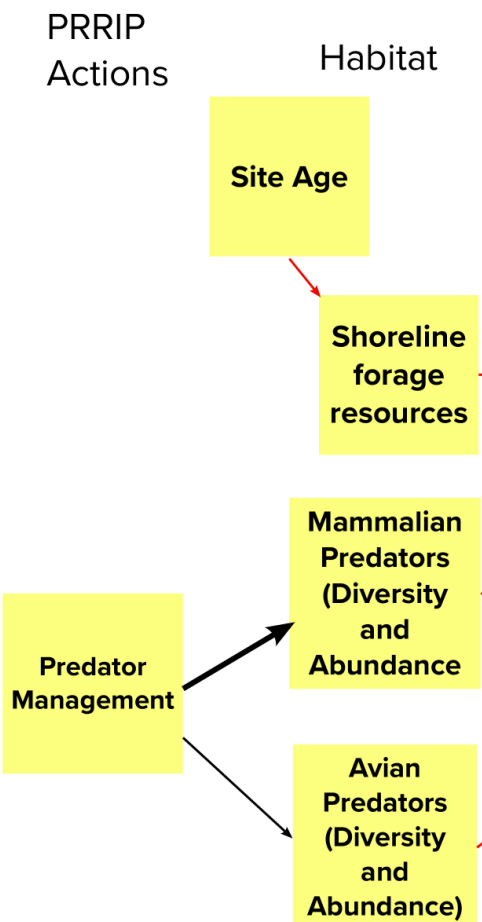 PRRIP
Actions
Habitat
Site Age
Shoreline
forage
resources
Mammalian
Predators
(Diversity
and
Abundance
Predator
Management
Avian
Predators
(Diversity
and
Abundance)